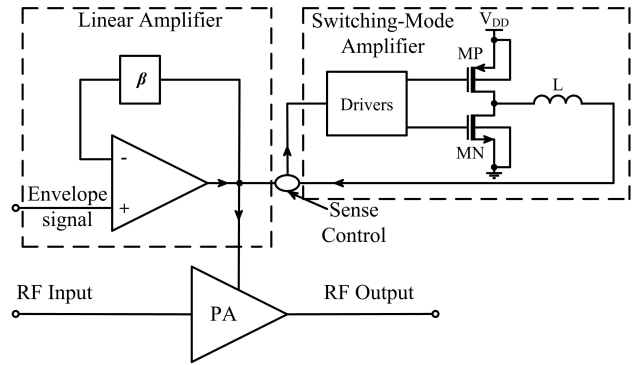 Linear Amplifier
Switching-Mode
Amplifier
V_DD
MP
β
L
Drivers
MN
-
+
Envelope
signal
Sense
Control
RF Input
PA
RF Output